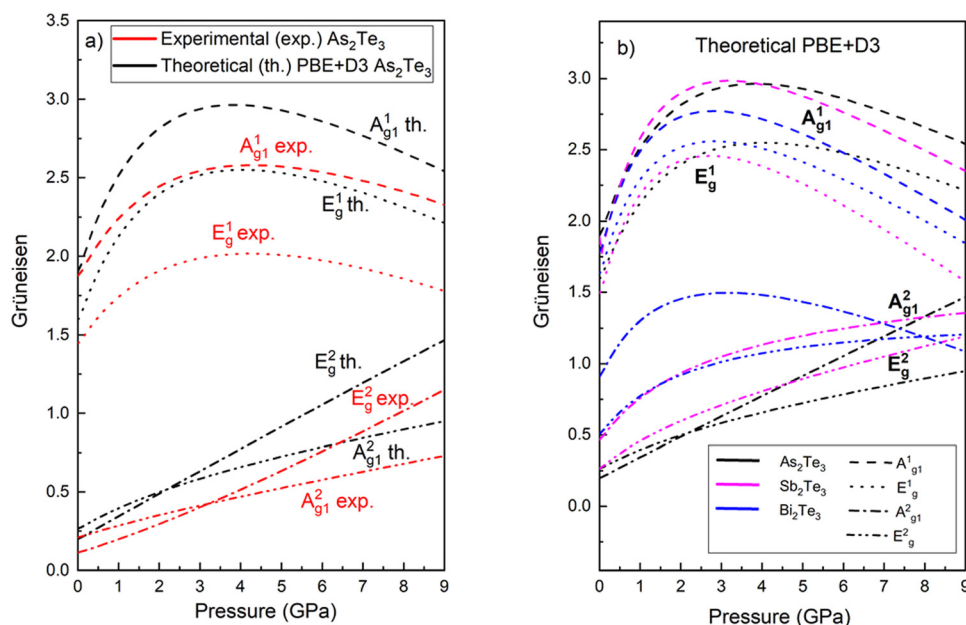 a)
Experimental (exp.) As₂Te₃
Theoretical (th.) PBE+D3 As₂Te₃
3.5
3.0
2.5
2.0
1.5
1.0
0.5
0.0
Grüneisen
A¹g1 th.
A¹g1 exp.
E¹g th.
E¹g exp.
E²g th.
E²g exp.
A²g1 th.
A²g1 exp.
0 1 2 3 4 5 6 7 8 9
Pressure (GPa)
b)
Theoretical PBE+D3
3.0
2.5
2.0
1.5
1.0
0.5
0.0
Grüneisen
A¹g1
E¹g
A²g1
E²g
As₂Te₃
Sb₂Te₃
Bi₂Te₃
A¹g1
E¹g
A²g1
E²g
0 1 2 3 4 5 6 7 8 9
Pressure (GPa)